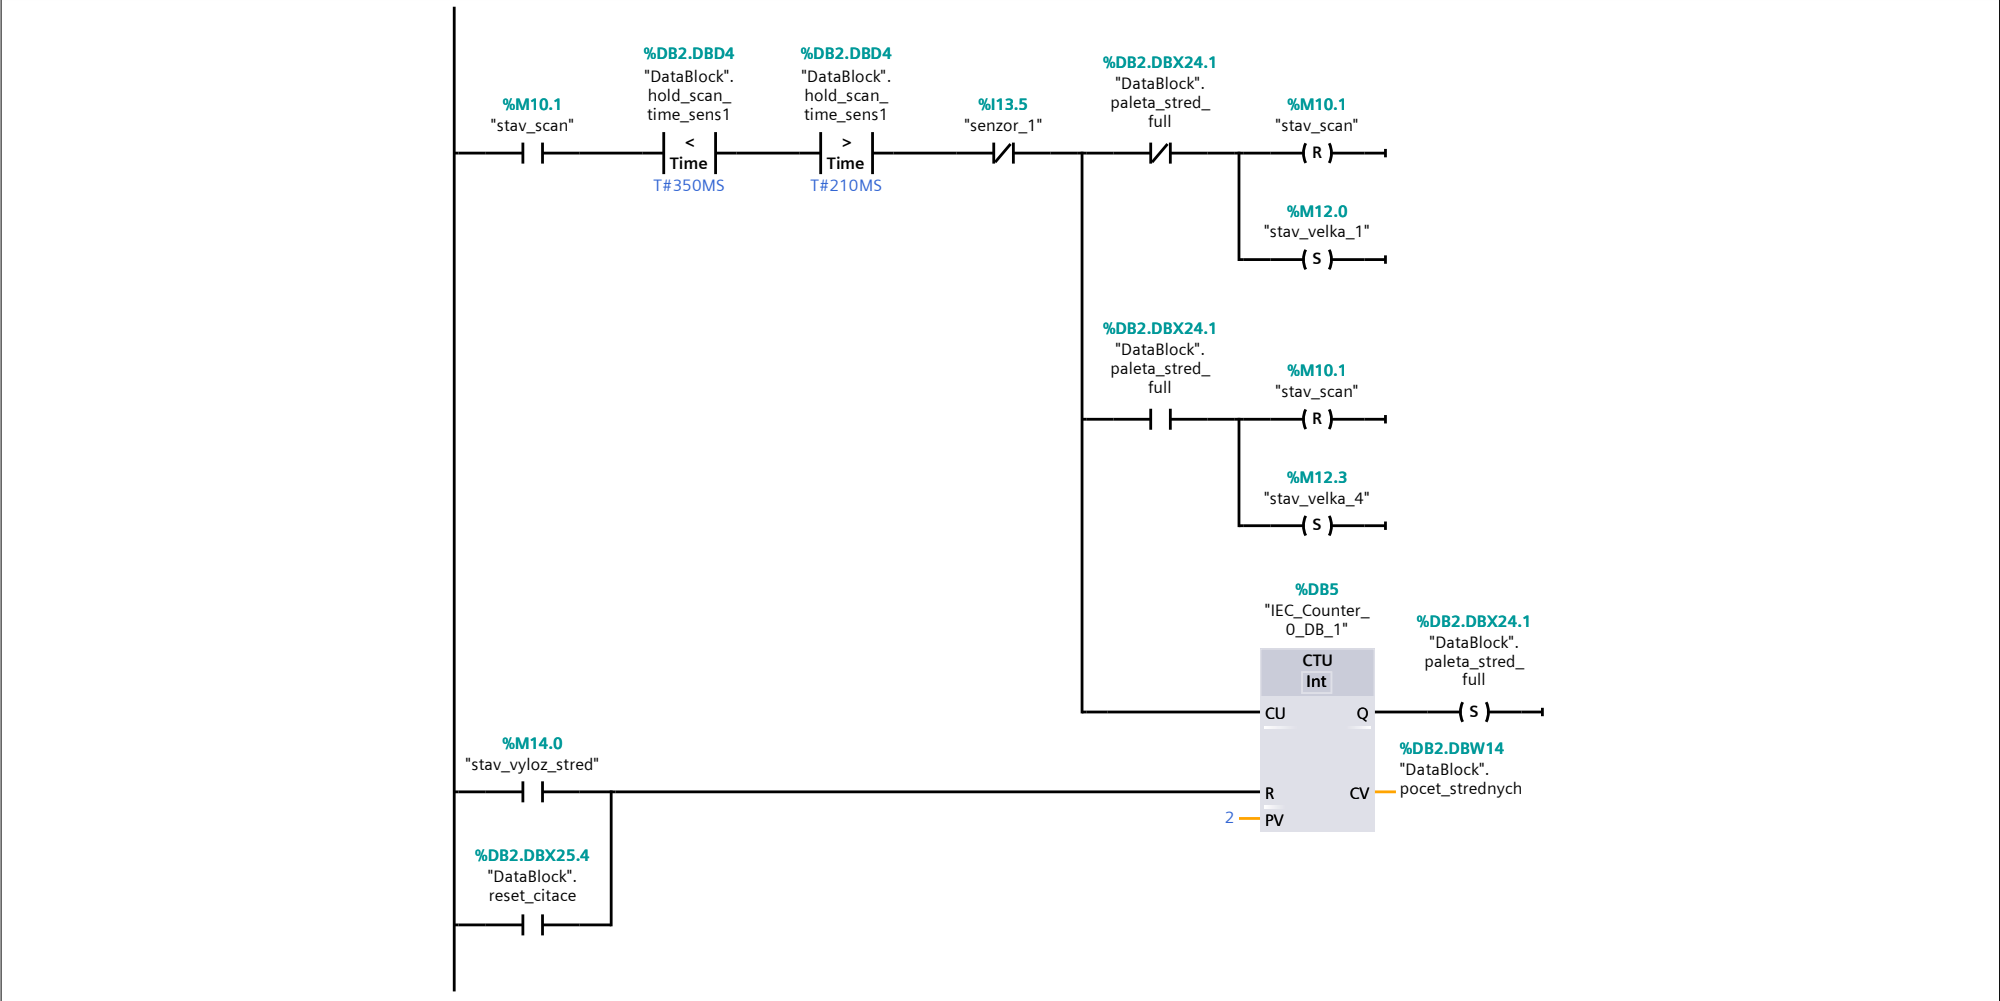 %DB2.DBD4
"DataBlock".
hold_scan_
time_sens1
%DB2.DBD4
"DataBlock".
hold_scan_
time_sens1
%DB2.DBX24.1
"DataBlock".
paleta_stred_
full
%M10.1
"stav_scan"
%I13.5
"senzor_1"
%M10.1
"stav_scan"
<
Time
T#350MS
>
Time
T#210MS
R
%M12.0
"stav_velka_1"
S
%DB2.DBX24.1
"DataBlock".
paleta_stred_
full
%M10.1
"stav_scan"
R
%M12.3
"stav_velka_4"
S
%DB5
"IEC_Counter_
0_DB_1"
%DB2.DBX24.1
"DataBlock".
paleta_stred_
full
CTU
Int
CU
Q
S
%M14.0
"stav_vyloz_stred"
%DB2.DBW14
"DataBlock".
pocet_strednych
R
CV
2
PV
%DB2.DBX25.4
"DataBlock".
reset_citace